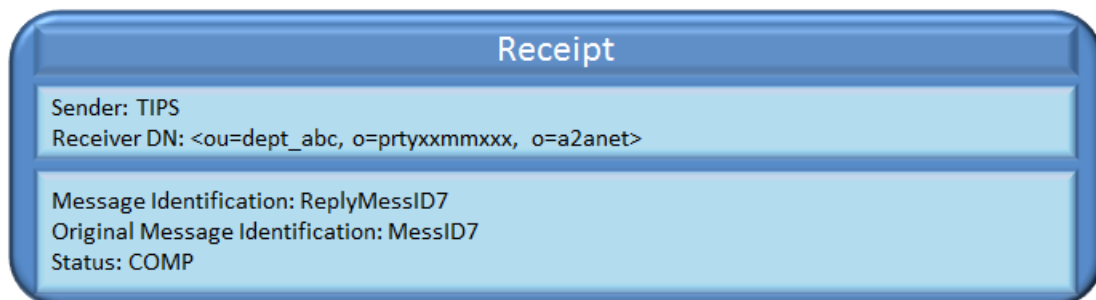 Receipt
Sender: TIPS
Receiver DN: <ou=dept_abc, o=prtyxxmmxxx, o=a2anet>
Message Identification: ReplyMessID7
Original Message Identification: MessID7
Status: COMP